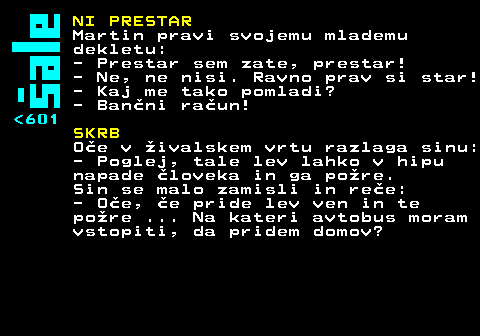 Šale
<601
NI PRESTAR
Martin pravi svojemu mlademu
dekletu:
- Prestar sem zate, prestar!
- Ne, ne nisi. Ravno prav si star!
- Kaj me tako pomladi?
- Bančni račun!
SKRB
Oče v živalskem vrtu razlaga sinu:
- Poglej, tale lev lahko v hipu
napade človeka in ga požre.
Sin se malo zamisli in reče:
- Oče, če pride lev ven in te
požre ... Na kateri avtobus moram
vstopiti, da pridem domov?